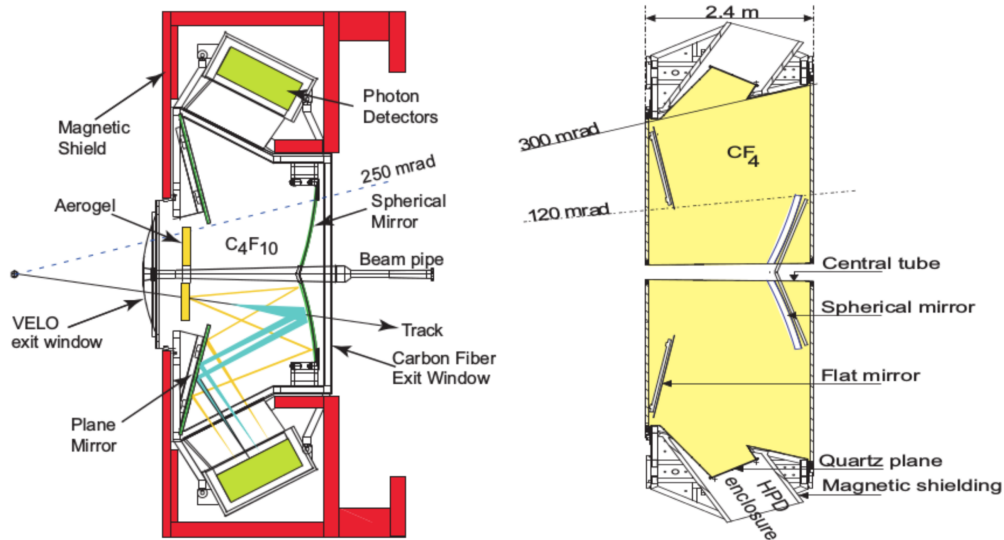 Magnetic
Shield
Photon
Detectors
250 mrad
Aerogel
Spherical
Mirror
C4F10
Beam pipe
VELO
exit window
Track
Carbon Fiber
Exit Window
Plane
Mirror
2.4 m
300 mrad
CF4
120 mrad
Central tube
Spherical mirror
Flat mirror
Quartz plane
Magnetic shielding
HPD
enclosure